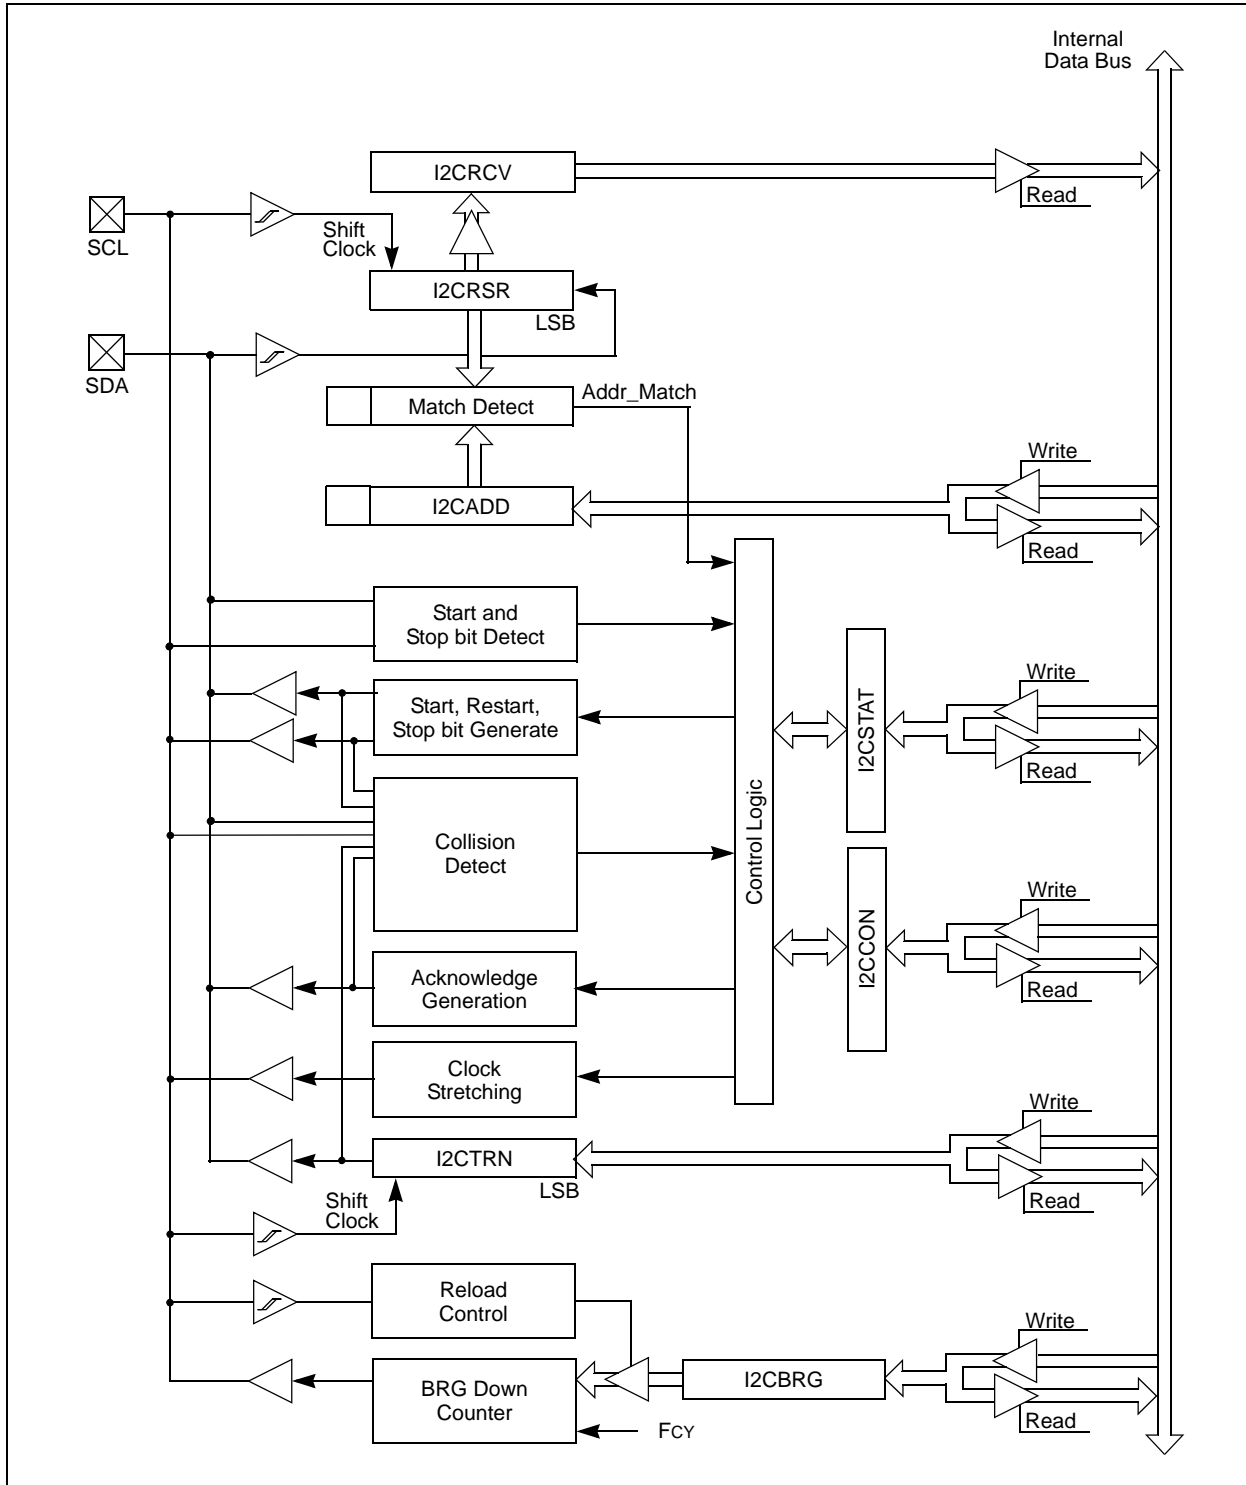 Internal
Data Bus
I2CRCV
Read
Shift
Clock
SCL
I2CRSR
LSB
SDA
Match Detect
Addr_Match
Write
I2CADD
Read
Start and
Stop bit Detect
Start, Restart,
Stop bit Generate
Write
I2CSTAT
Read
Control Logic
Collision
Detect
Write
I2CCON
Read
Acknowledge
Generation
Clock
Stretching
Write
I2CTRN
LSB
Read
Shift
Clock
Reload
Control
Write
I2CBRG
BRG Down
Counter
Read
FCY